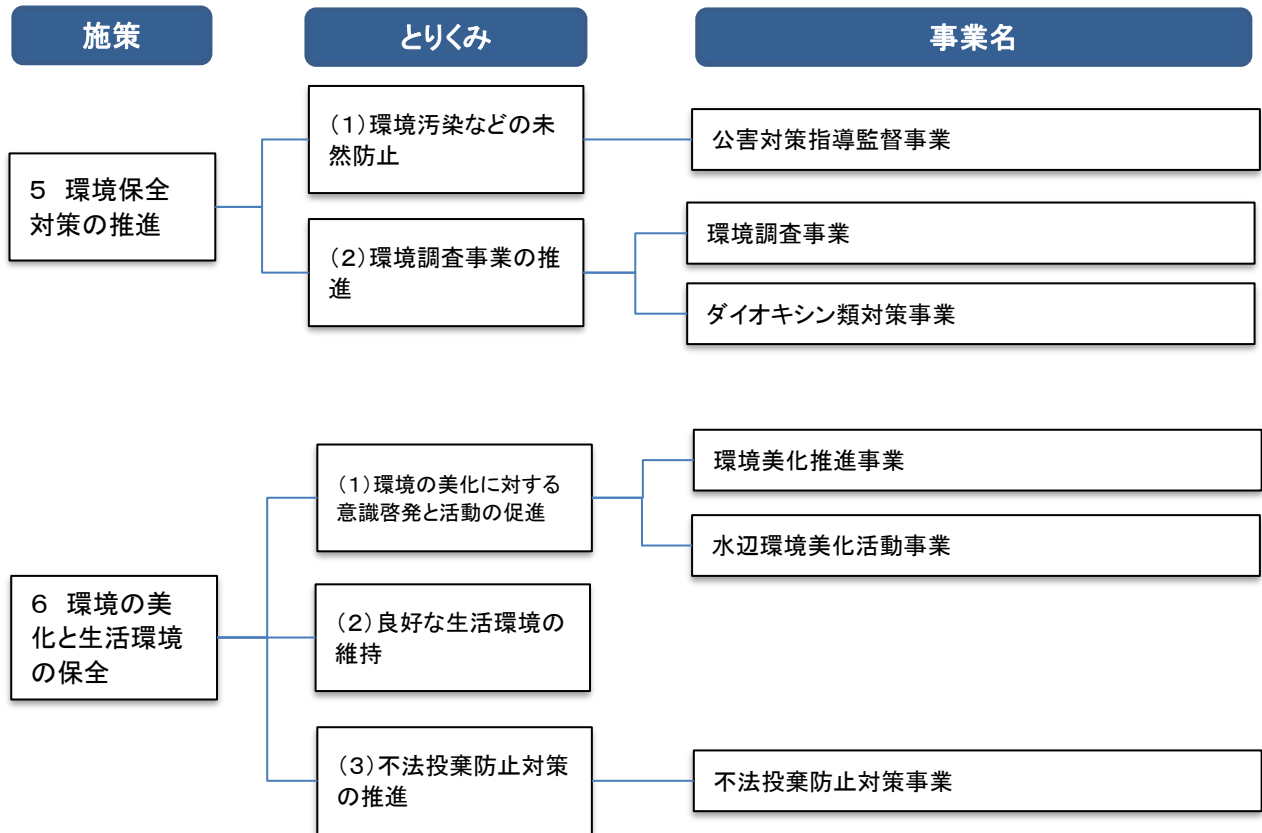 施策
とりくみ
事業名
5 環境保全
対策の推進
(1)環境汚染などの未
然防止
公害対策指導監督事業
(2)環境調査事業の推
進
環境調査事業
ダイオキシン類対策事業
6 環境の美
化と生活環境
の保全
(1)環境の美化に対する
意識啓発と活動の促進
環境美化推進事業
水辺環境美化活動事業
(2)良好な生活環境の
維持
(3)不法投棄防止対策
の推進
不法投棄防止対策事業